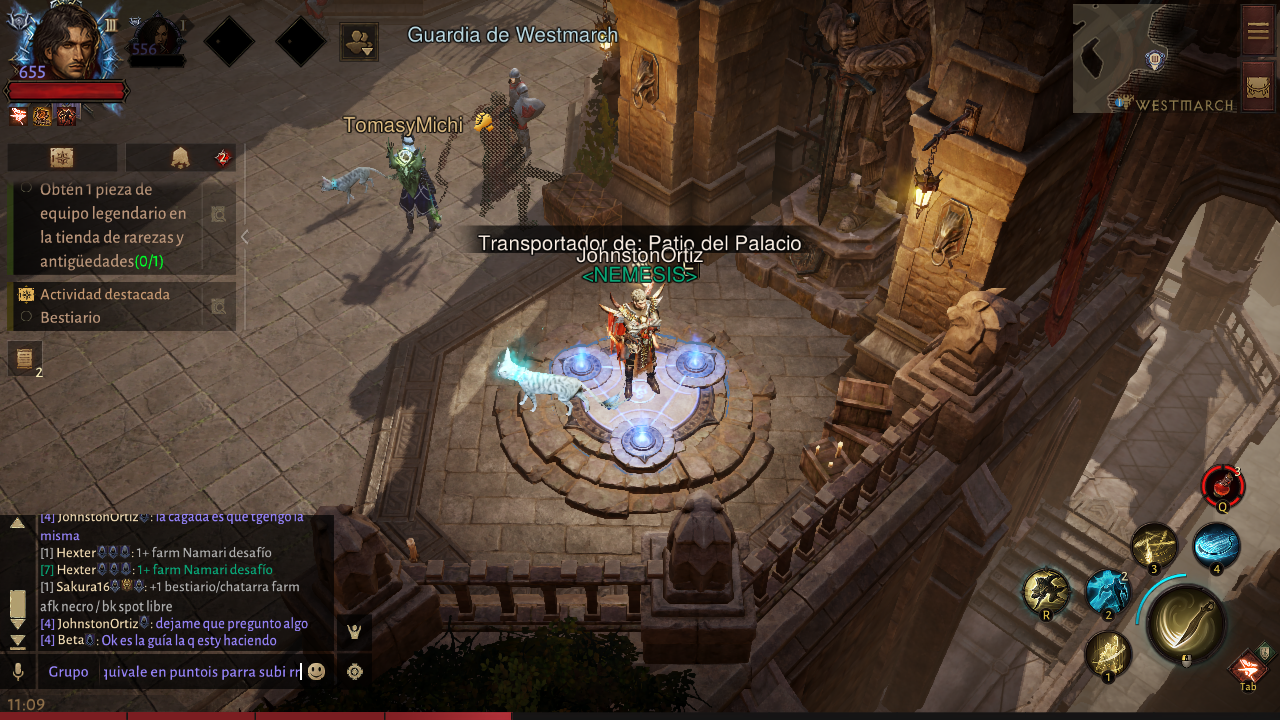 Guardia de Westmarch
III
1
556
655
TomasyMichi
WESTMARCH
2
Obtén 1 pieza de
equipo legendario en
la tienda de rarezas y
antigüedades(0/1)
Transportador de: Patio del Palacio
JohnstonOrtiz
<NEMESIS>
Actividad destacada
Bestiario
2
3
Q
3
4
2
R
2
1
Tab
[4] JohnstonOrtiz: la cagada es que tgengo la
misma
[1] Hexter: 1+ farm Namari desafío
[7] Hexter: 1+ farm Namari desafío
[1] Sakura16: +1 bestiario/chatarra farm
afk necro / bk spot libre
[4] JohnstonOrtiz: dejame que pregunto algo
[4] Beta: Ok es la guía la q esty haciendo
Grupo quivale en puntois parra subi rr
11:09